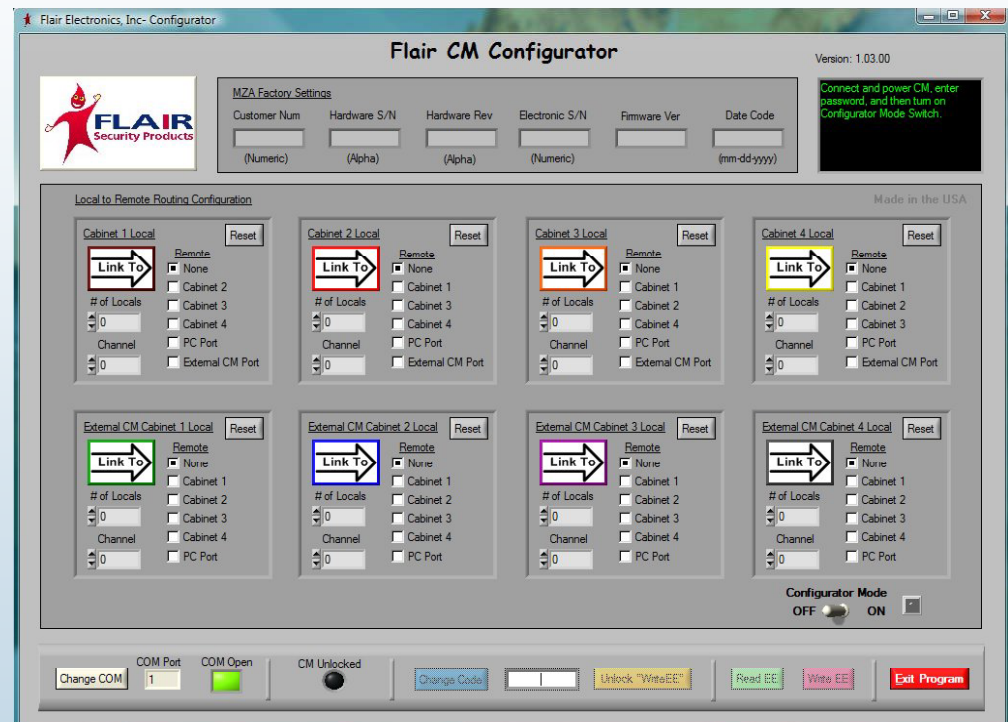 Flair Electronics, Inc- Configurator
Flair CM Configurator
Version: 1.03.00
FLAIR
Security Products
MZA Factory Settings
Customer Num Hardware S/N Hardware Rev Electronic S/N Firmware Ver Date Code
(Numeric) (Alpha) (Alpha) (Numeric) (mm-dd-yyyy)
Connect and power CM, enter
password, and then turn on
Configurator Mode Switch.
Local to Remote Routing Configuration
Made in the USA
Cabinet 1 Local Reset
Link To
Remote
None
Cabinet 2
Cabinet 3
Cabinet 4
PC Port
External CM Port
# of Locals
0
Channel
0
Cabinet 2 Local Reset
Link To
Remote
None
Cabinet 1
Cabinet 3
Cabinet 4
PC Port
External CM Port
# of Locals
0
Channel
0
Cabinet 3 Local Reset
Link To
Remote
None
Cabinet 1
Cabinet 2
Cabinet 4
PC Port
External CM Port
# of Locals
0
Channel
0
Cabinet 4 Local Reset
Link To
Remote
None
Cabinet 1
Cabinet 2
Cabinet 3
PC Port
External CM Port
# of Locals
0
Channel
0
External CM Cabinet 1 Local Reset
Link To
Remote
None
Cabinet 1
Cabinet 2
Cabinet 3
Cabinet 4
PC Port
# of Locals
0
Channel
0
External CM Cabinet 2 Local Reset
Link To
Remote
None
Cabinet 1
Cabinet 2
Cabinet 3
Cabinet 4
PC Port
# of Locals
0
Channel
0
External CM Cabinet 3 Local Reset
Link To
Remote
None
Cabinet 1
Cabinet 2
Cabinet 3
Cabinet 4
PC Port
# of Locals
0
Channel
0
External CM Cabinet 4 Local Reset
Link To
Remote
None
Cabinet 1
Cabinet 2
Cabinet 3
Cabinet 4
PC Port
# of Locals
0
Channel
0
Configurator Mode
OFF ON
Change COM
COM Port
1
COM Open
CM Unlocked
Change Code
Unlock "WriteEE"
Read EE
Write EE
Exit Program